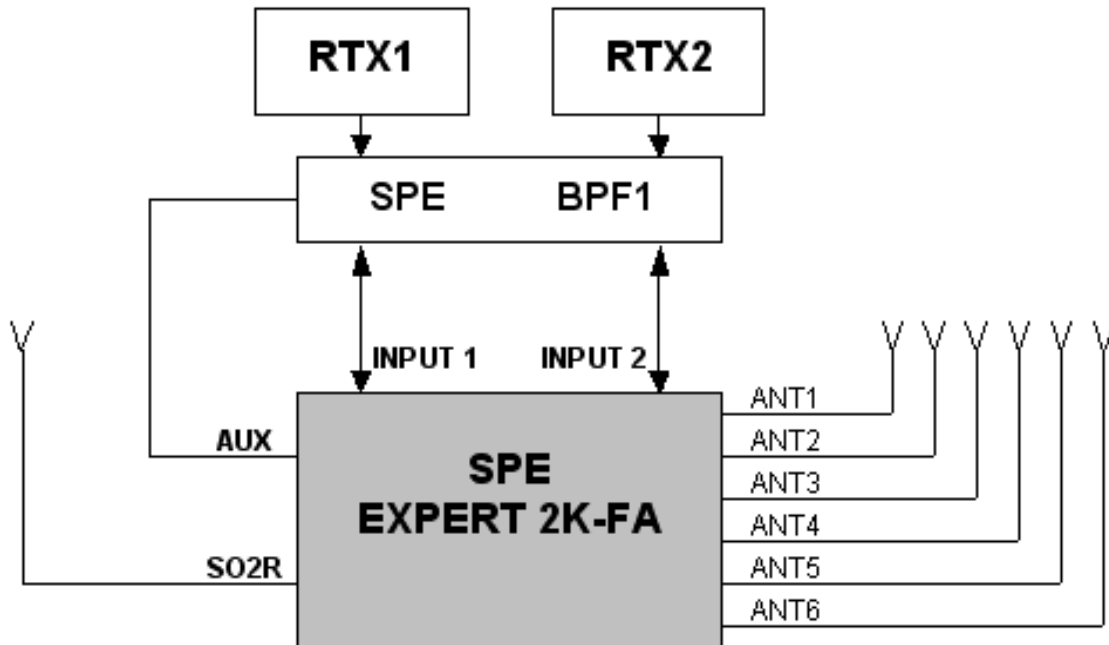 RTX1
RTX2
SPE BPF1
INPUT 1
INPUT 2
AUX
SO2R
SPE
EXPERT 2K-FA
ANT1
ANT2
ANT3
ANT4
ANT5
ANT6